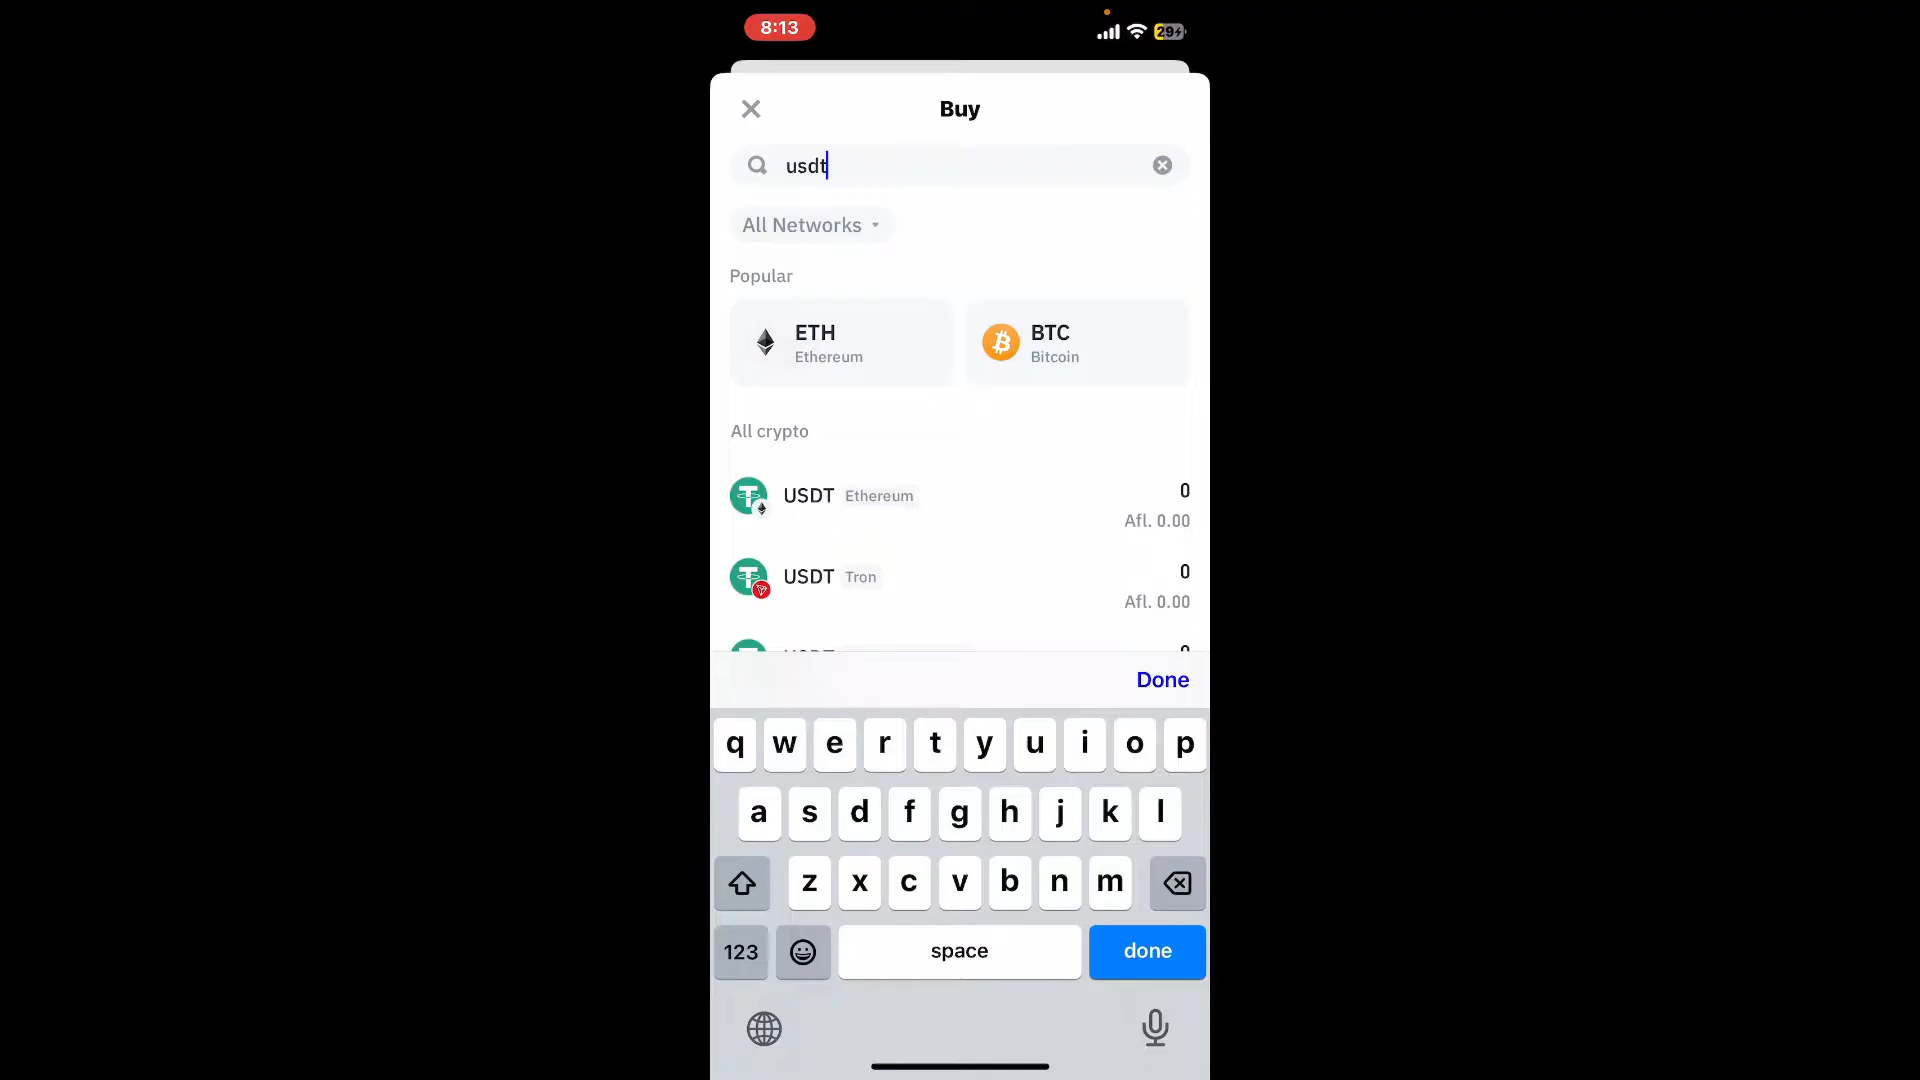 8:13
29
Buy
usdt
All Networks
Popular
ETH
Ethereum
BTC
Bitcoin
All crypto
USDT Ethereum 0
Afl. 0.00
USDT Tron 0
Afl. 0.00
Done
q w e r t y u i o p
a s d f g h j k l
z x c v b n m
123 space done